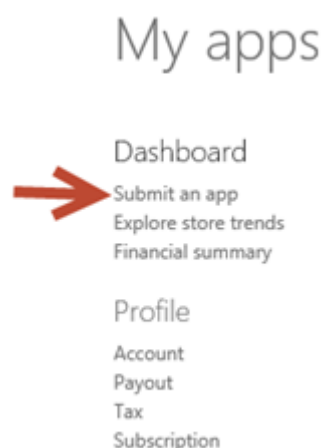 My apps
Dashboard
Submit an app
Explore store trends
Financial summary
Profile
Account
Payout
Tax
Subscription